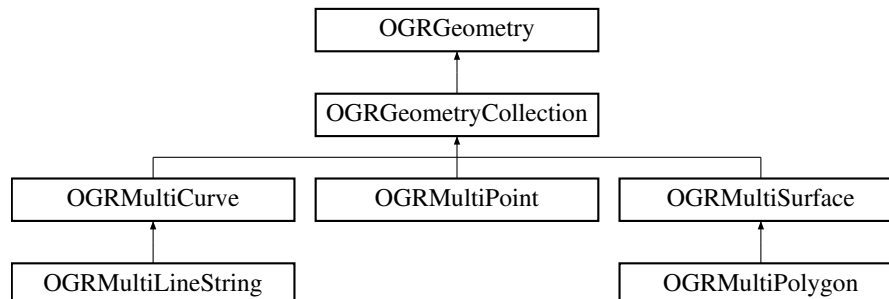 OGRGeometry
OGRGeometryCollection
OGRMultiCurve
OGRMultiPoint
OGRMultiSurface
OGRMultiLineString
OGRMultiPolygon